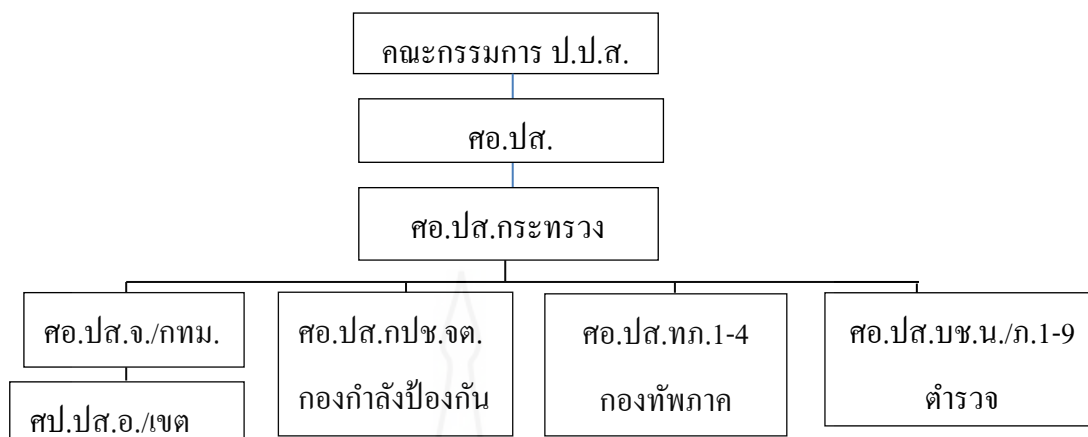 คณะกรรมการ ป.ป.ส.
ศอ.ปส.
ศอ.ปส.กระทรวง
ศอ.ปส.จ./กทม.
ศป.ปส.อ./เขต
ศอ.ปส.กปช.จต.
กองกำลังป้องกัน
ศอ.ปส.ทภ.1-4
กองทัพภาค
ศอ.ปส.บช.น./ภ.1-9
ตำรวจ